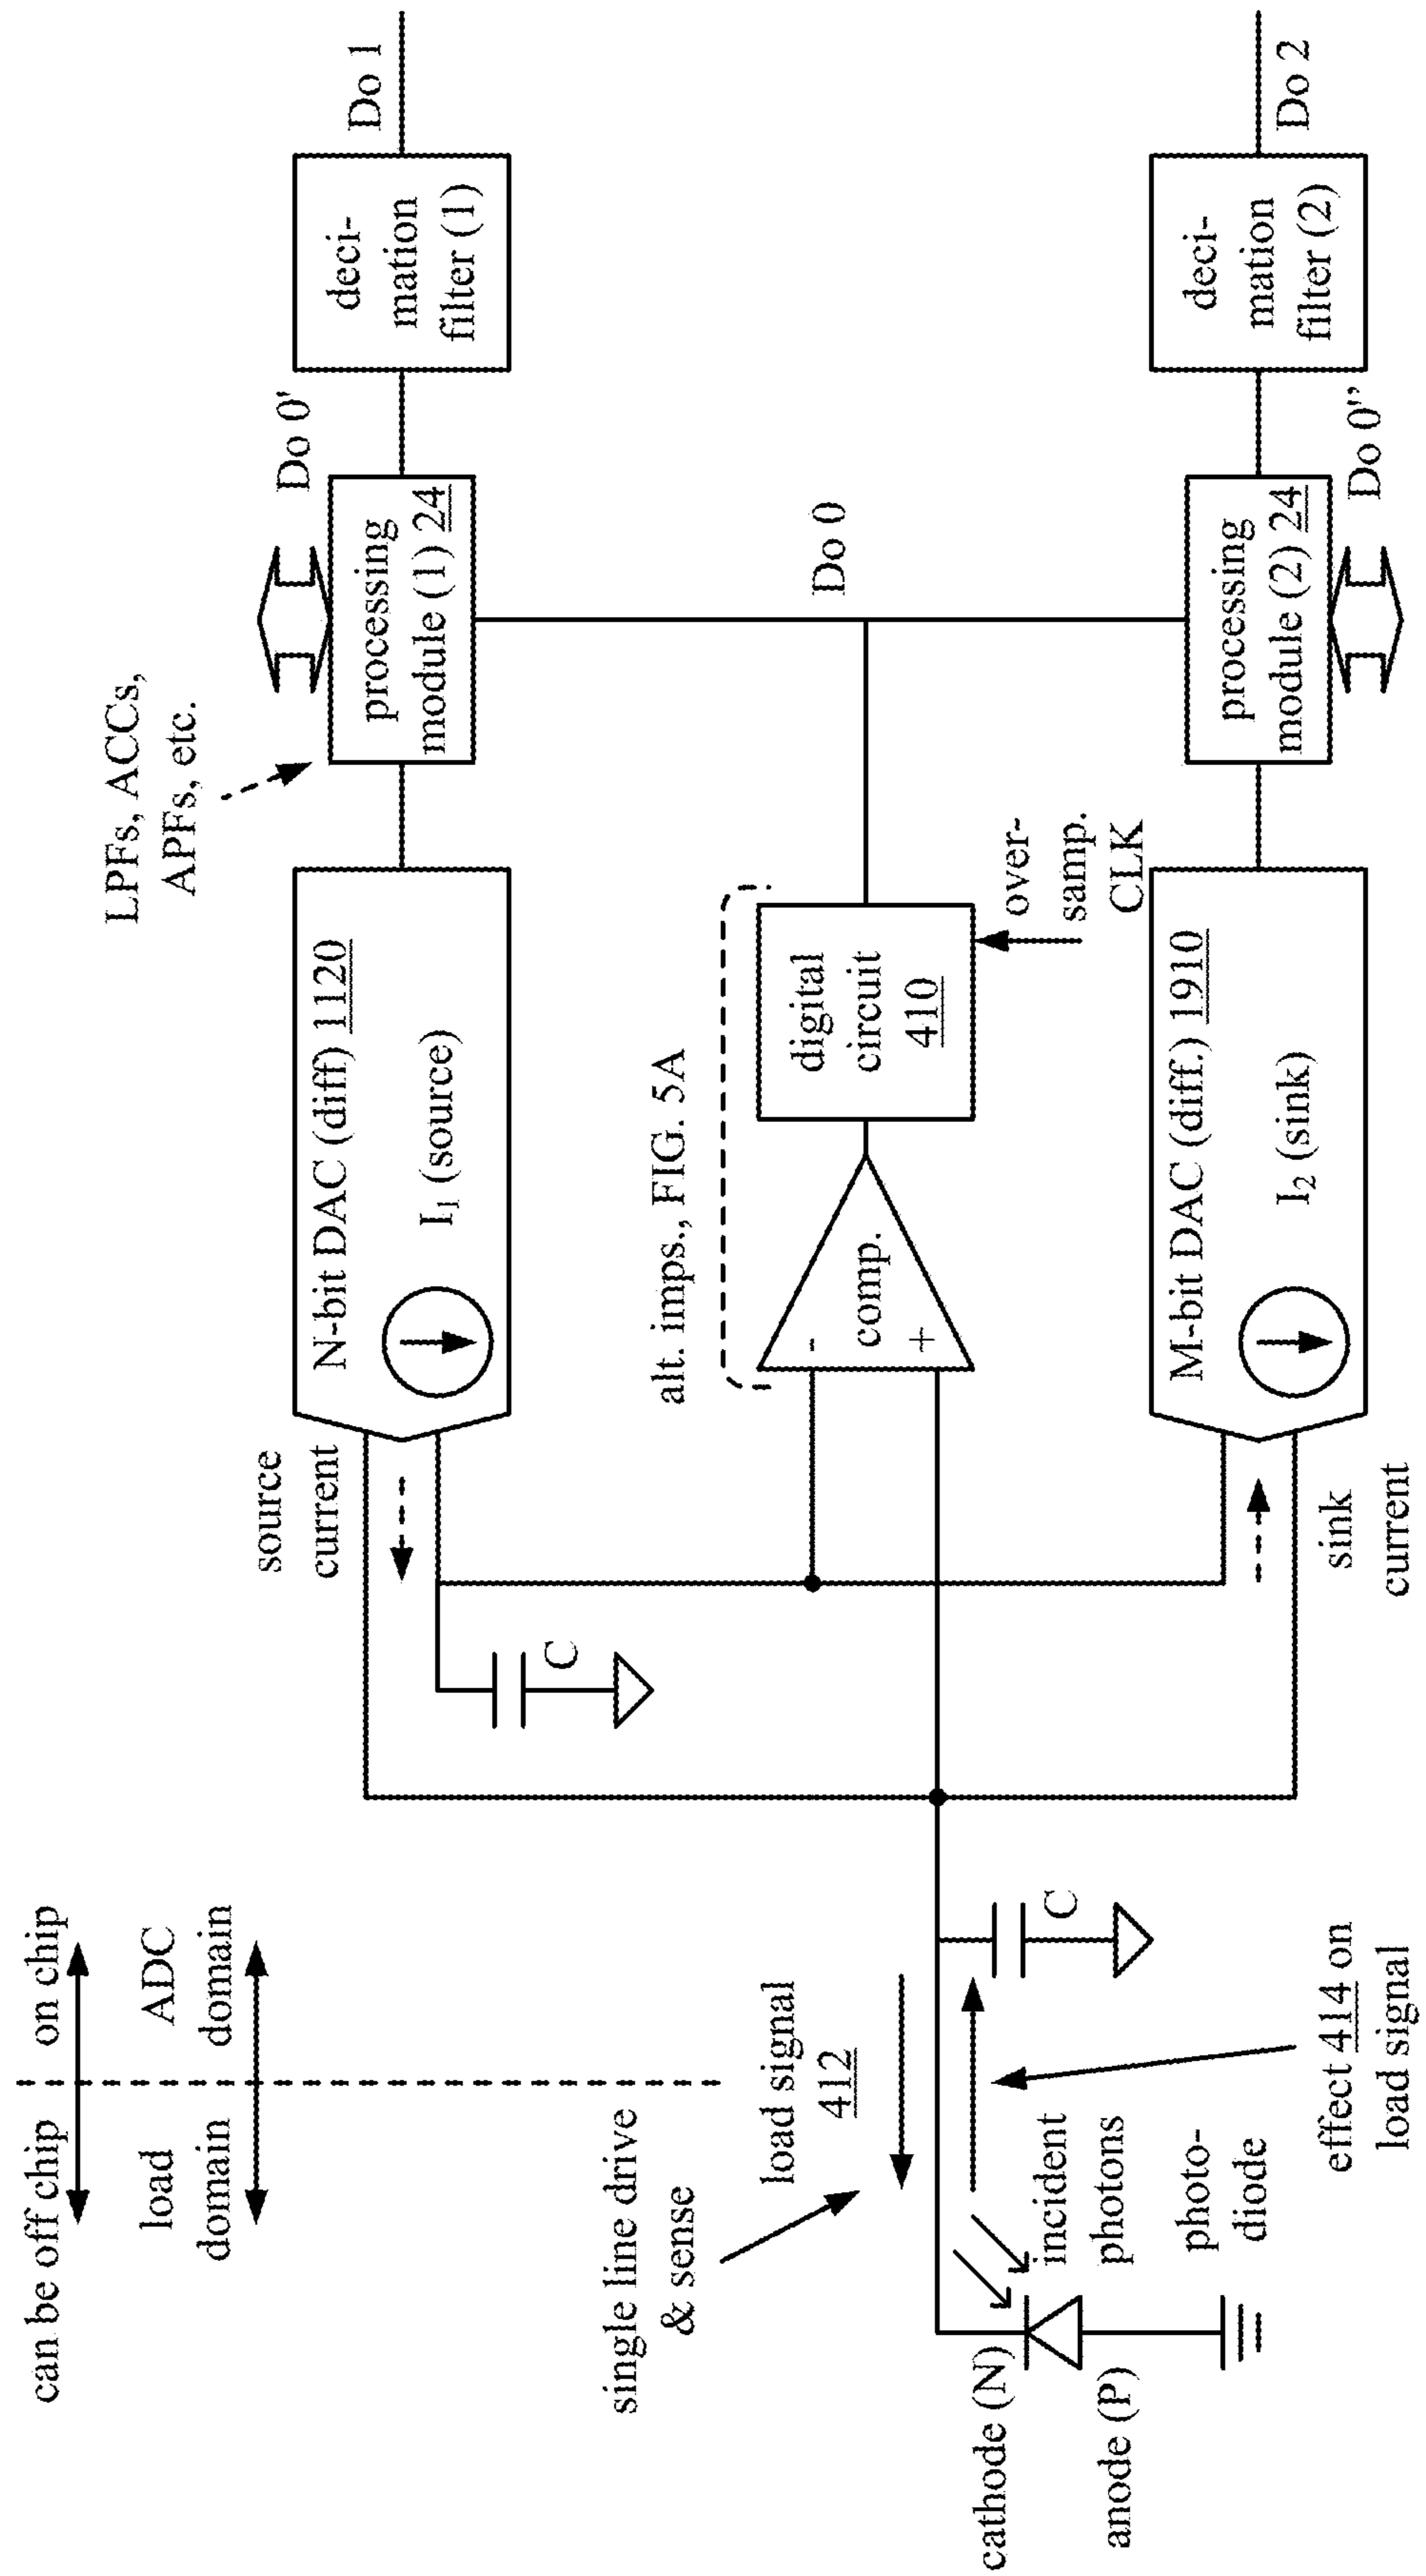 can be off chip
on chip
load
domain
ADC
domain
single line drive
& sense
load signal
412
cathode (N)
anode (P)
incident
photons
photo-
diode
effect 414 on
load signal
C
C
source
current
sink
current
N-bit DAC (diff) 1120
I₁ (source)
alt. imps., FIG. 5A
-
+
comp.
digital
circuit
410
over-
samp.
CLK
M-bit DAC (diff.) 1910
I₂ (sink)
LPFs, ACCs,
APFs, etc.
processing
module (1) 24
Do 0'
Do 0
processing
module (2) 24
Do 0"
deci-
mation
filter (1)
Do 1
deci-
mation
filter (2)
Do 2